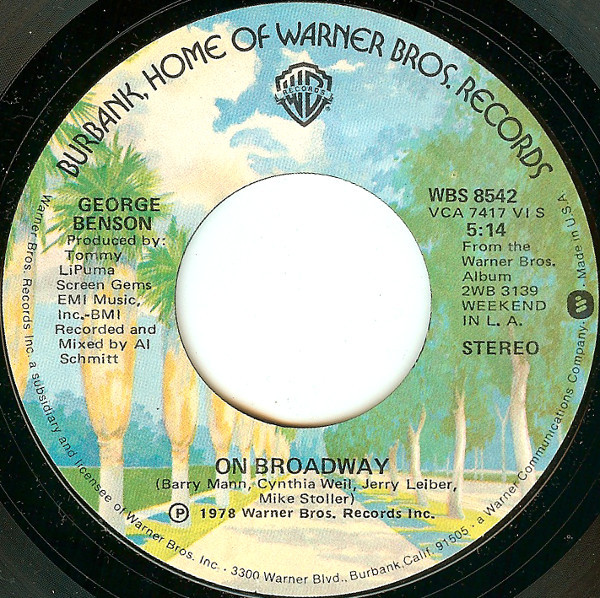 BURBANK, HOME OF WARNER BROS. RECORDS
WB
RECORDS
GEORGE
BENSON
Produced by:
Tommy
LiPuma
Screen Gems
EMI Music,
Inc.-BMI
Recorded and
Mixed by Al
Schmitt
WBS 8542
VCA 7417 VI S
5:14
From the
Warner Bros.
Album
2WB 3139
WEEKEND
IN L. A.
STEREO
ON BROADWAY
(Barry Mann, Cynthia Weil, Jerry Leiber,
Mike Stoller)
℗ 1978 Warner Bros. Records Inc.
Warner Bros. Records Inc. a subsidiary and licensee of Warner Bros. Inc. · 3300 Warner Blvd., Burbank, Calif. 91505 · a Warner Communications Company · Made in U.S.A.